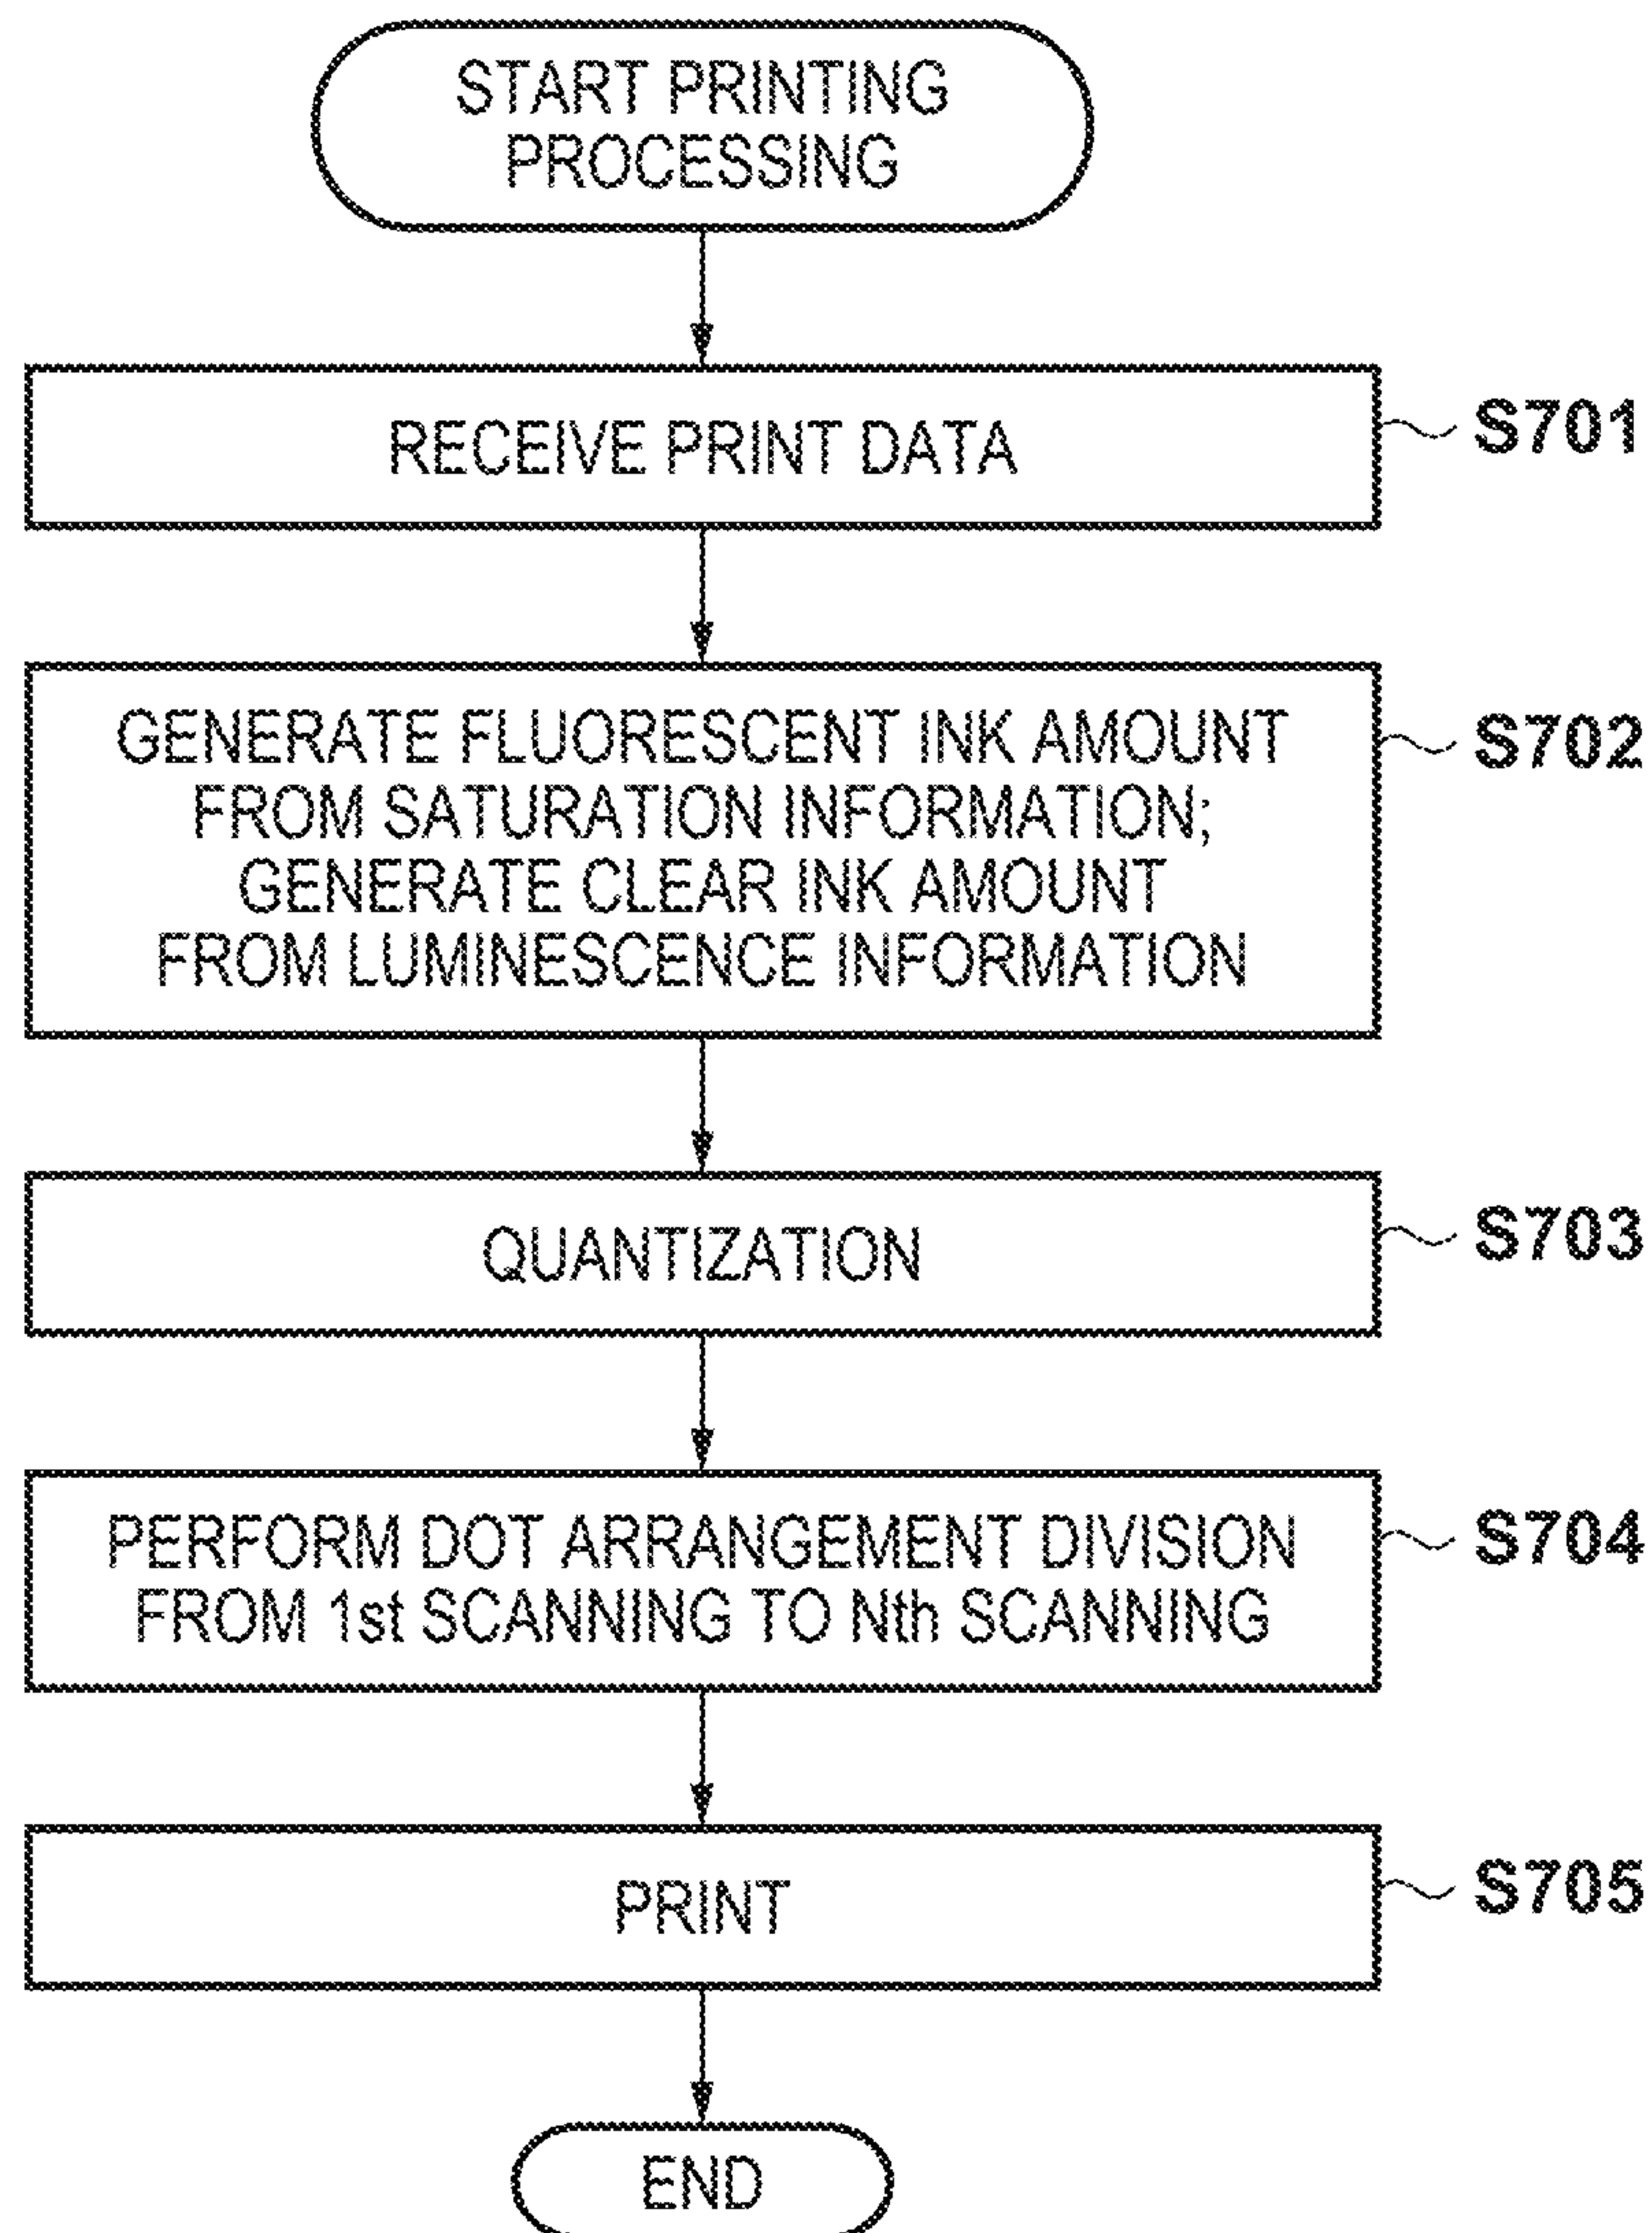 START PRINTING
PROCESSING
RECEIVE PRINT DATA
S701
GENERATE FLUORESCENT INK AMOUNT
FROM SATURATION INFORMATION;
GENERATE CLEAR INK AMOUNT
FROM LUMINESCENCE INFORMATION
S702
QUANTIZATION
S703
PERFORM DOT ARRANGEMENT DIVISION
FROM 1st SCANNING TO Nth SCANNING
S704
PRINT
S705
END